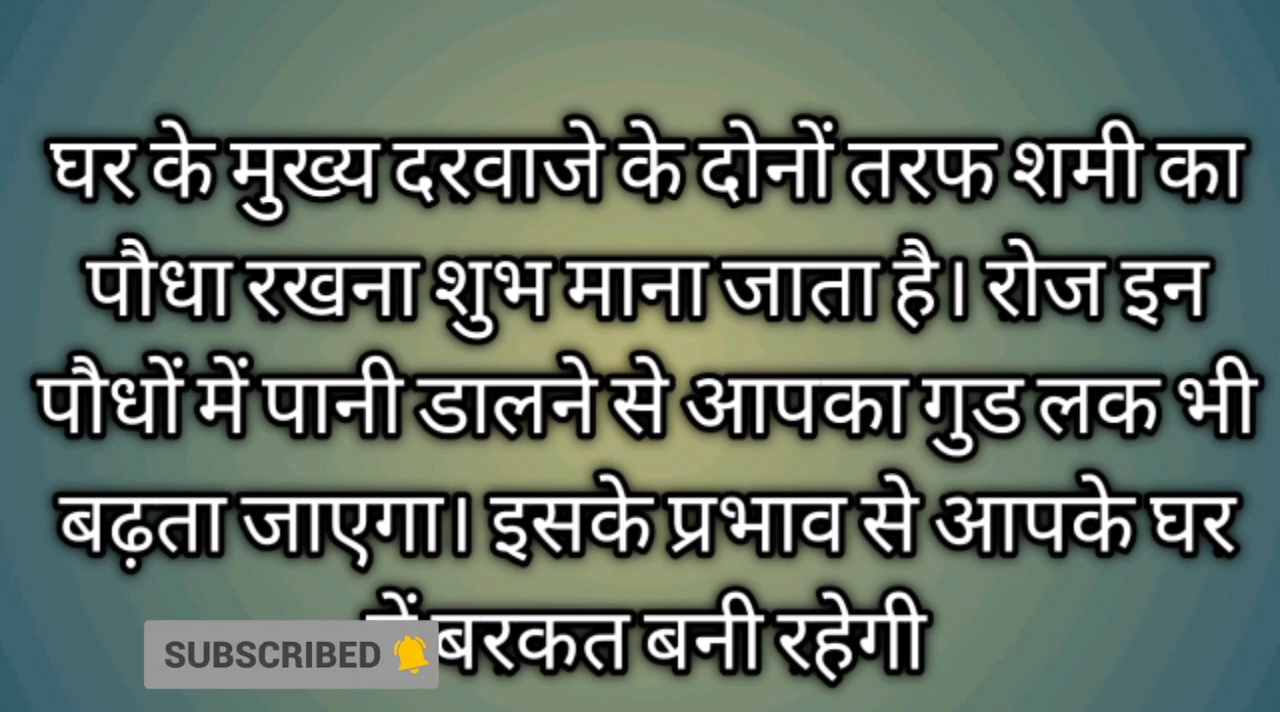 घर के मुख्य दरवाजे के दोनों तरफ शमी का
पौधा रखना शुभ माना जाता है। रोज इन
पौधों में पानी डालने से आपका गुड लक भी
बढ़ता जाएगा। इसके प्रभाव से आपके घर
बरकत बनी रहेगी
SUBSCRIBED